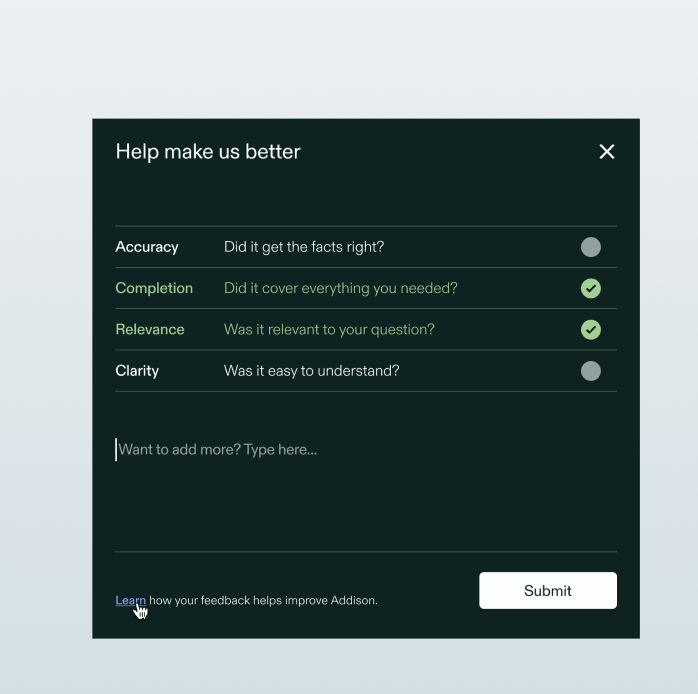 Help make us better
Accuracy Did it get the facts right?
Completion Did it cover everything you needed?
Relevance Was it relevant to your question?
Clarity Was it easy to understand?
Want to add more? Type here...
Learn how your feedback helps improve Addison.
Submit